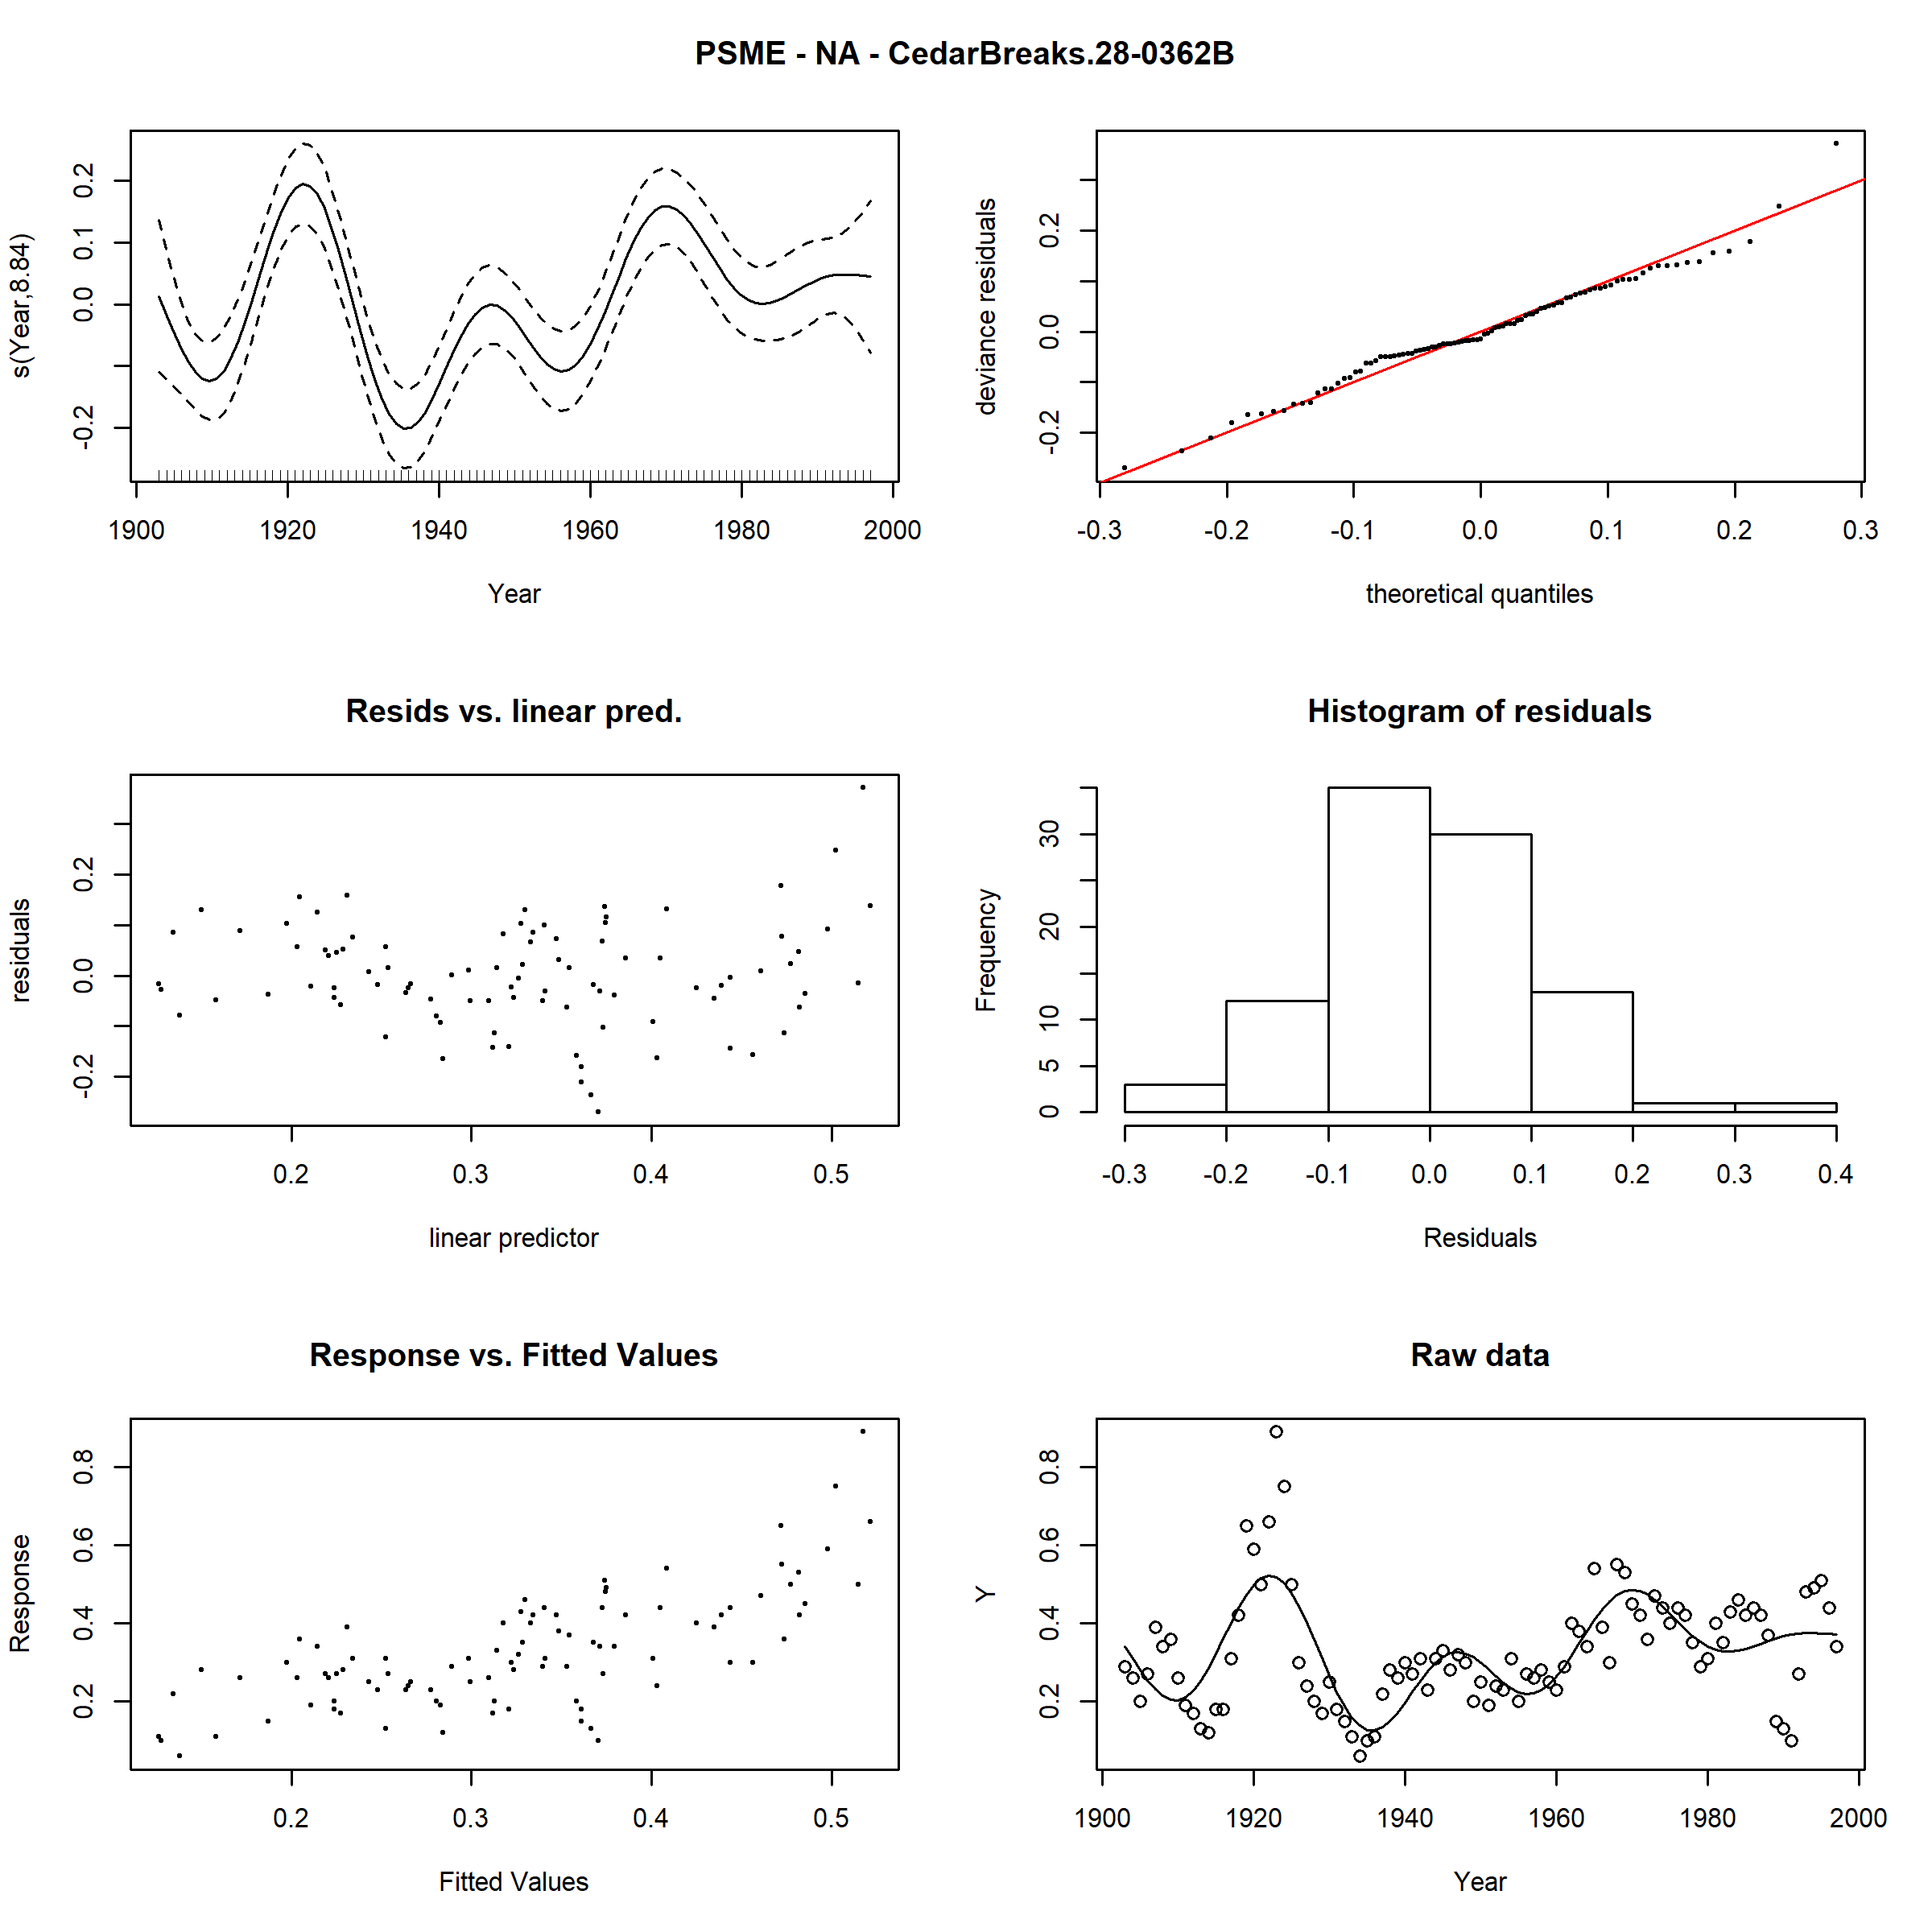 PSME - NA - CedarBreaks.28-0362B
s(Year,8.84)
-0.2 0.0 0.1 0.2
1900 1920 1940 1960 1980 2000
Year
deviance residuals
-0.2 0.0 0.2
-0.3 -0.2 -0.1 0.0 0.1 0.2 0.3
theoretical quantiles
Resids vs. linear pred.
residuals
-0.2 0.0 0.2
0.2 0.3 0.4 0.5
linear predictor
Histogram of residuals
Frequency
0 5 10 20 30
-0.3 -0.2 -0.1 0.0 0.1 0.2 0.3 0.4
Residuals
Response vs. Fitted Values
Response
0.2 0.4 0.6 0.8
0.2 0.3 0.4 0.5
Fitted Values
Raw data
Y
0.2 0.4 0.6 0.8
1900 1920 1940 1960 1980 2000
Year